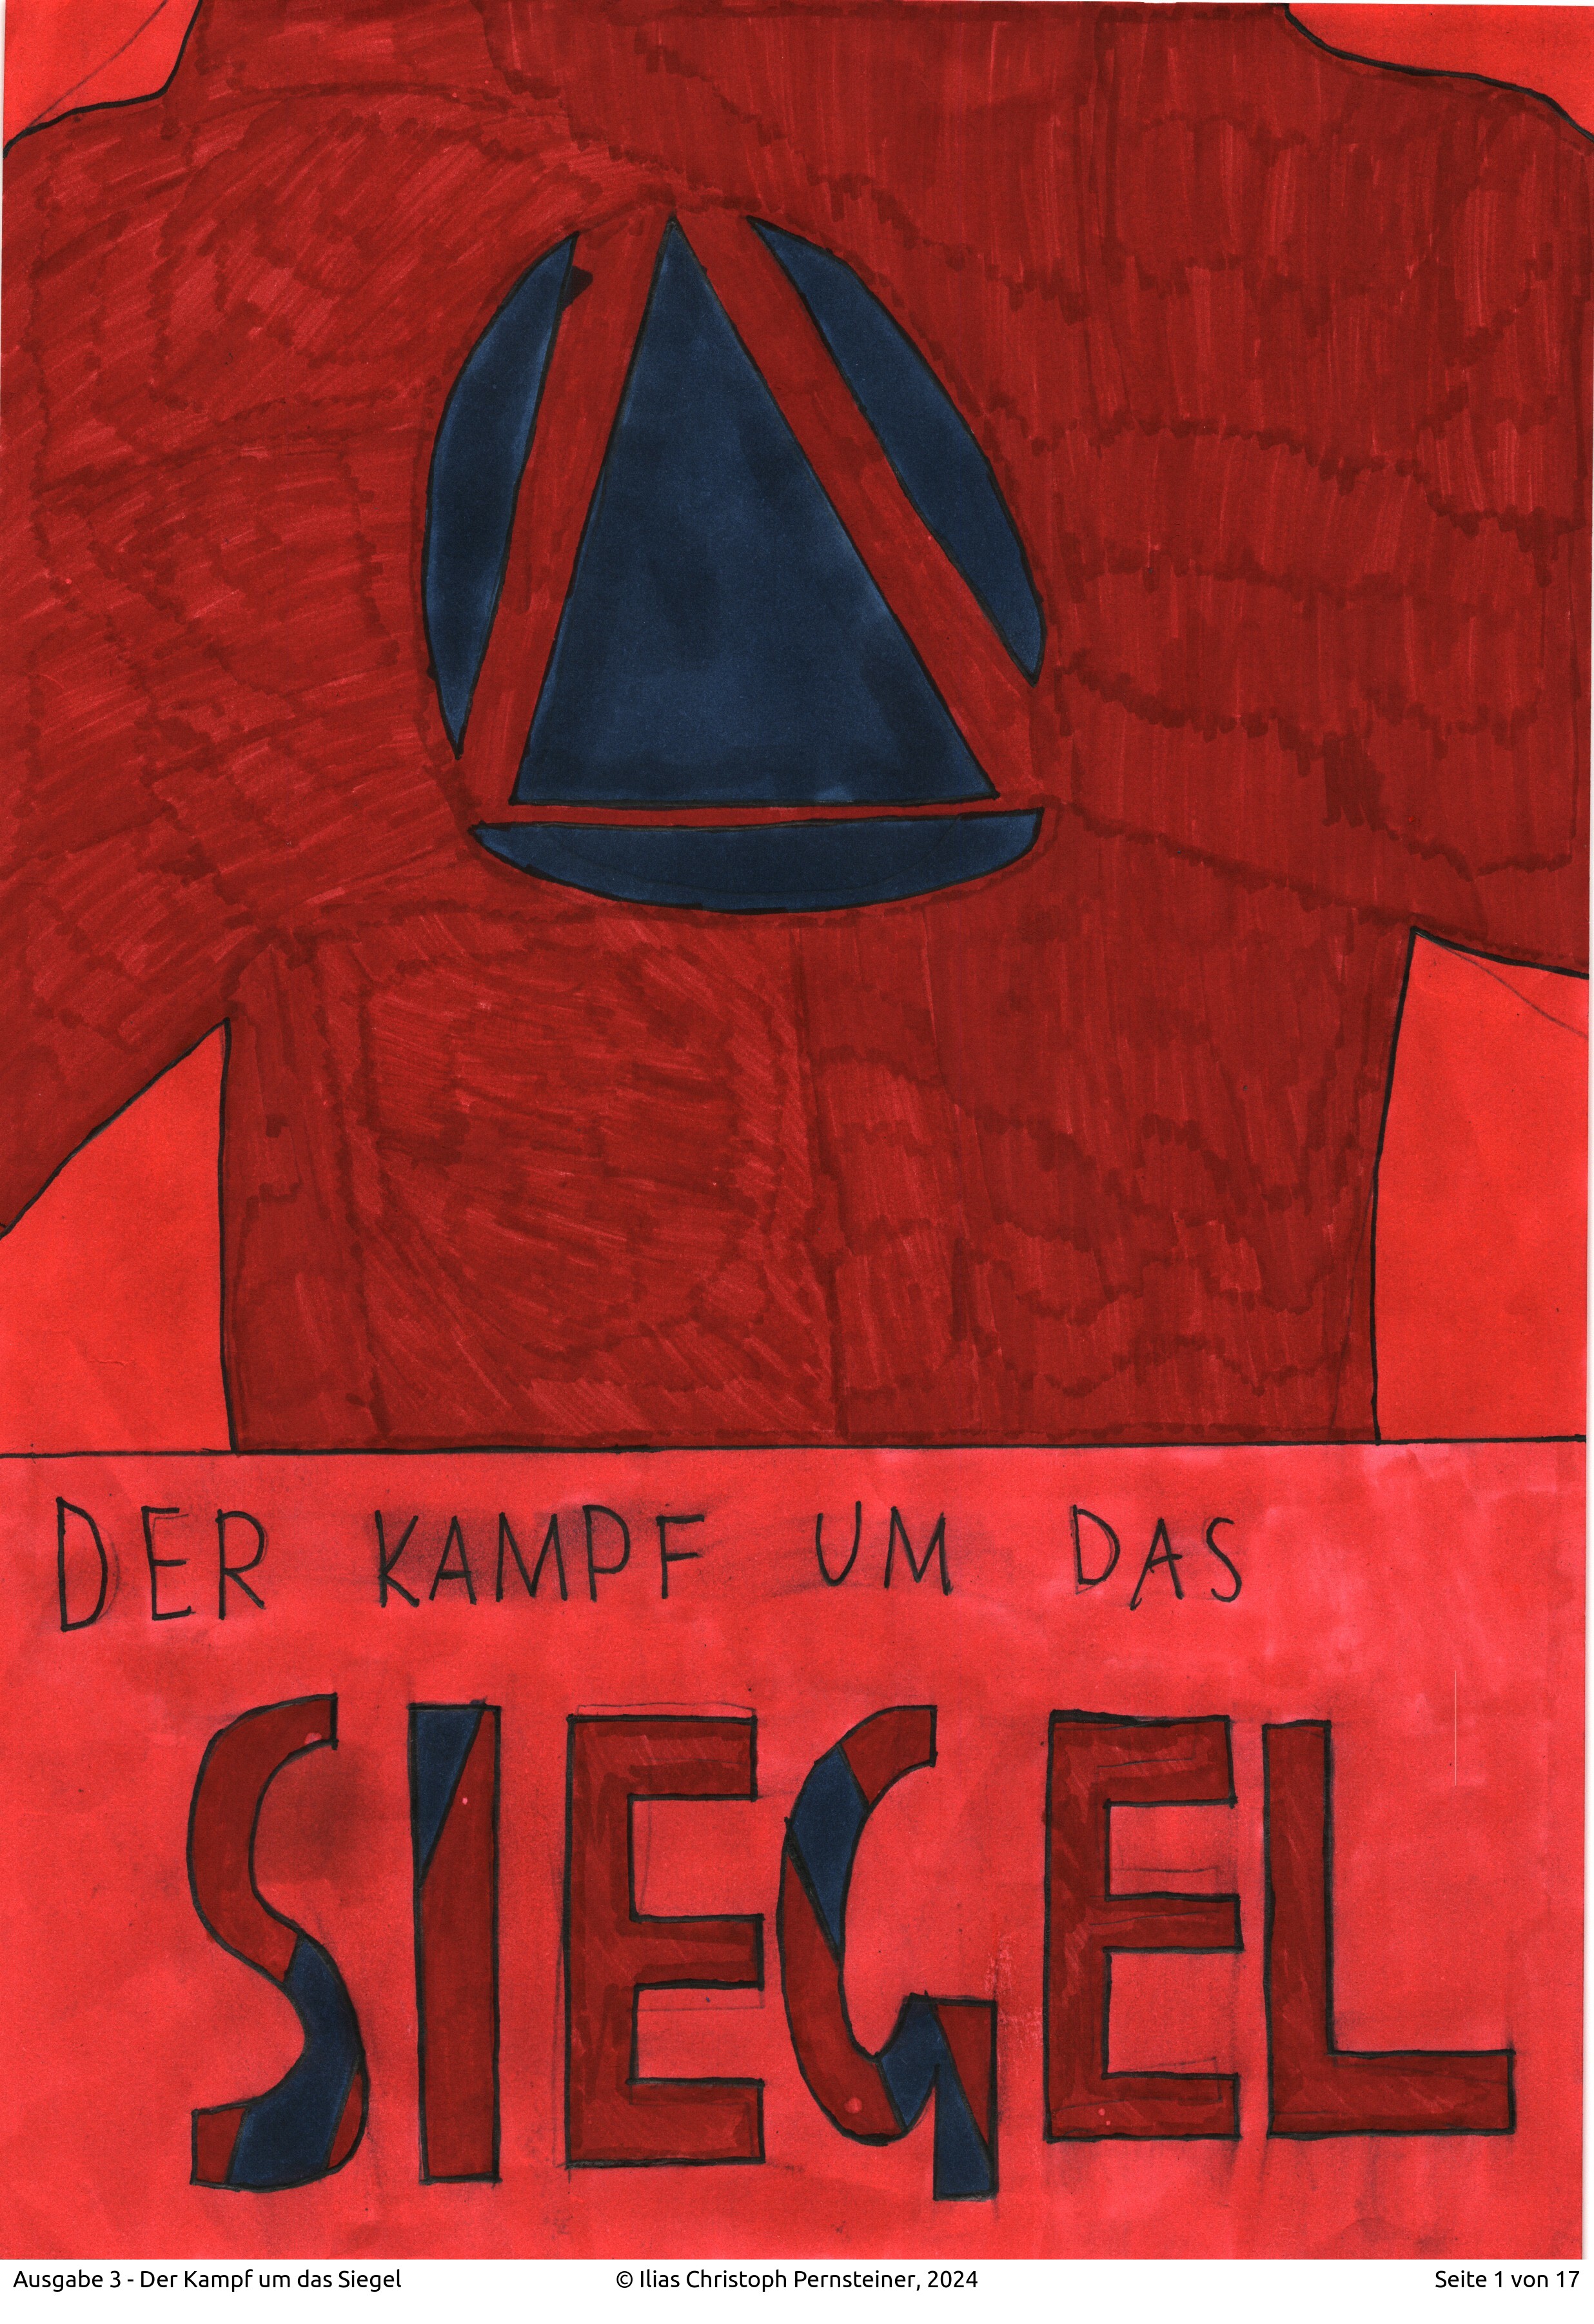 DER KAMPF UM DAS
SIEGEL
Ausgabe 3 - Der Kampf um das Siegel © Ilias Christoph Pernsteiner, 2024 Seite 1 von 17